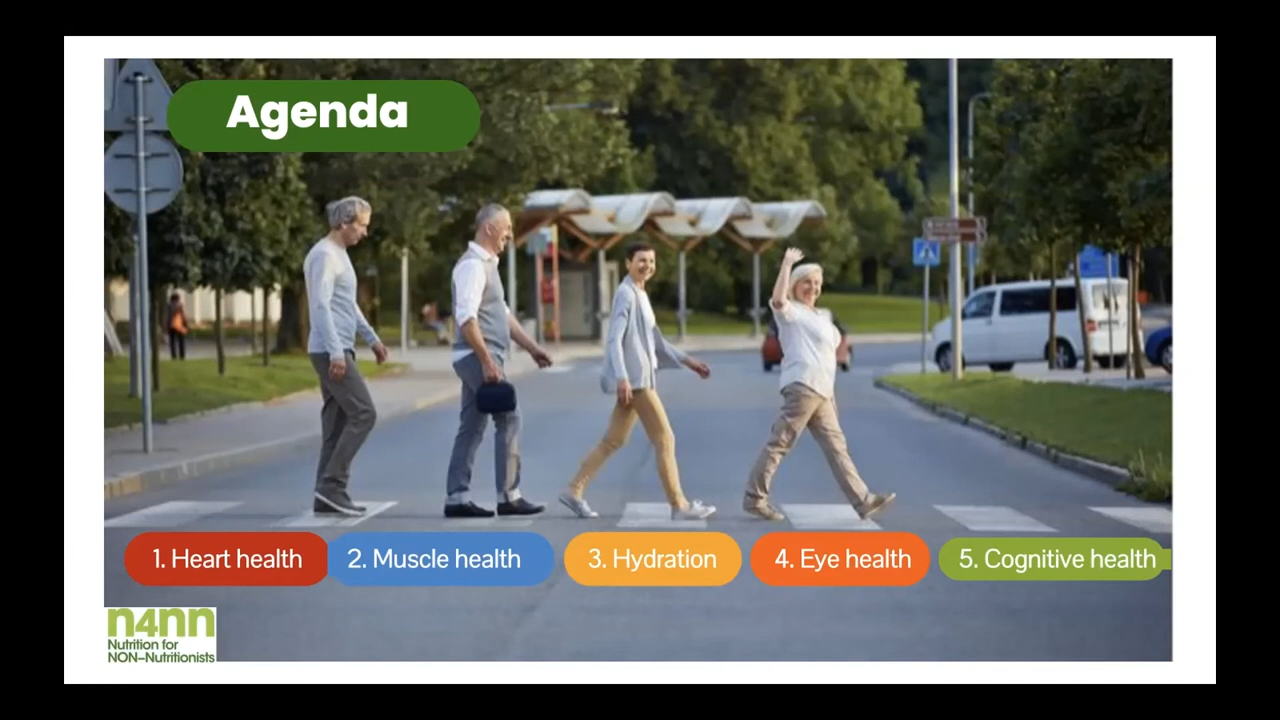 Agenda
1. Heart health
2. Muscle health
3. Hydration
4. Eye health
5. Cognitive health
n4nn
Nutrition for
NON–Nutritionists